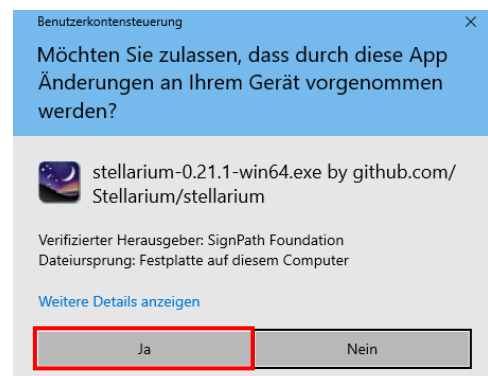 Benutzerkontensteuerung
Möchten Sie zulassen, dass durch diese App
Änderungen an Ihrem Gerät vorgenommen
werden?
stellarium-0.21.1-win64.exe by github.com/
Stellarium/stellarium
Verifizierter Herausgeber: SignPath Foundation
Dateiursprung: Festplatte auf diesem Computer
Weitere Details anzeigen
Ja
Nein